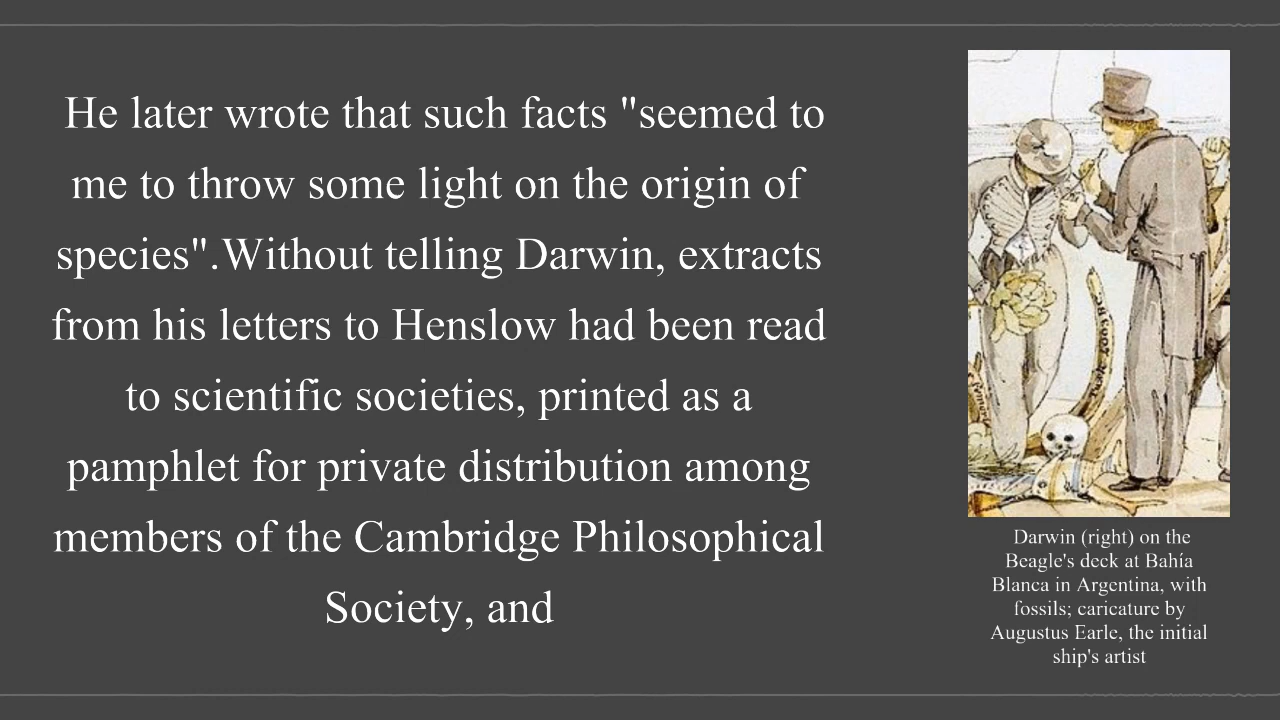 He later wrote that such facts "seemed to
me to throw some light on the origin of
species".Without telling Darwin, extracts
from his letters to Henslow had been read
to scientific societies, printed as a
pamphlet for private distribution among
members of the Cambridge Philosophical
Society, and
Darwin (right) on the
Beagle's deck at Bahía
Blanca in Argentina, with
fossils; caricature by
Augustus Earle, the initial
ship's artist